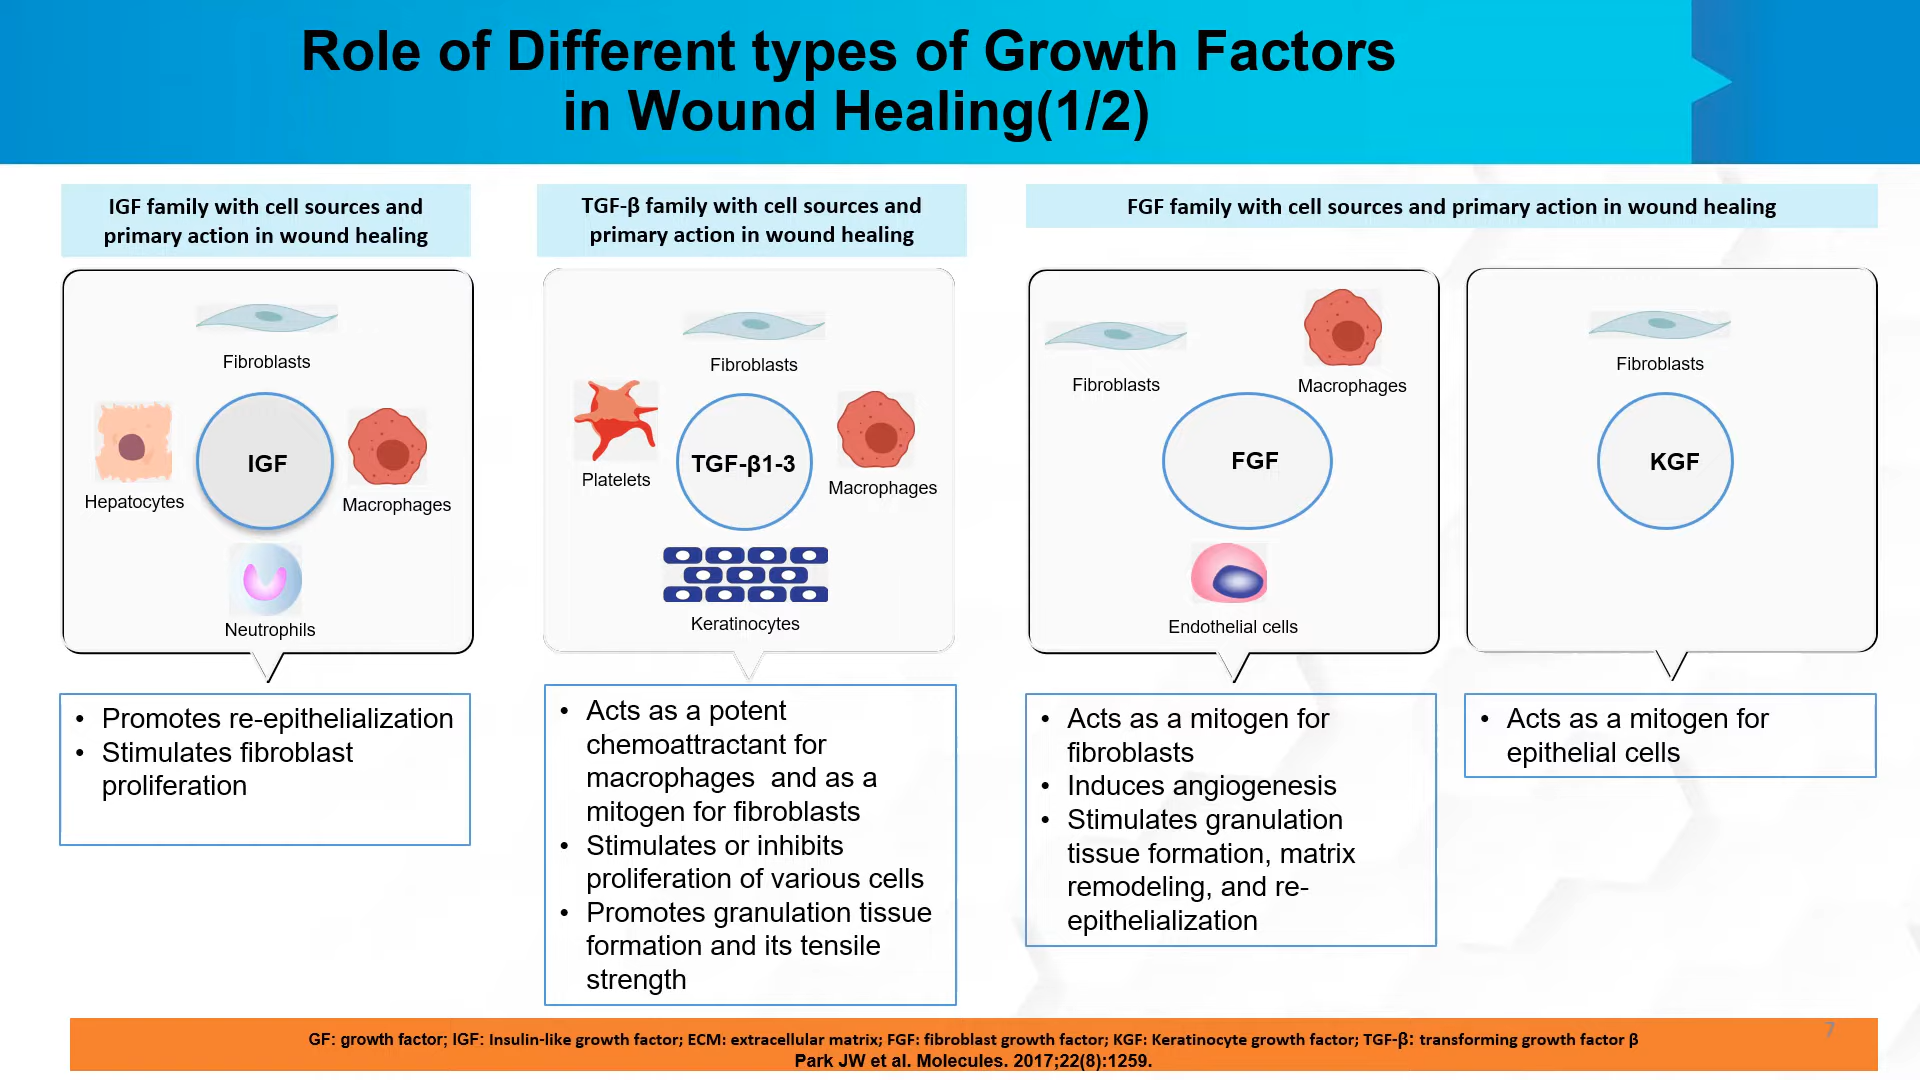 Role of Different types of Growth Factors
in Wound Healing(1/2)
IGF family with cell sources and
primary action in wound healing
Fibroblasts
Hepatocytes
IGF
Macrophages
Neutrophils
• Promotes re-epithelialization
• Stimulates fibroblast
proliferation
TGF-β family with cell sources and
primary action in wound healing
Fibroblasts
Platelets
TGF-β1-3
Macrophages
Keratinocytes
• Acts as a potent
chemoattractant for
macrophages  and as a
mitogen for fibroblasts
• Stimulates or inhibits
proliferation of various cells
• Promotes granulation tissue
formation and its tensile
strength
FGF family with cell sources and primary action in wound healing
Fibroblasts
Macrophages
FGF
Endothelial cells
• Acts as a mitogen for
fibroblasts
• Induces angiogenesis
• Stimulates granulation
tissue formation, matrix
remodeling, and re-
epithelialization
Fibroblasts
KGF
• Acts as a mitogen for
epithelial cells
GF: growth factor; IGF: Insulin-like growth factor; ECM: extracellular matrix; FGF: fibroblast growth factor; KGF: Keratinocyte growth factor; TGF-β: transforming growth factor β
Park JW et al. Molecules. 2017;22(8):1259.
7